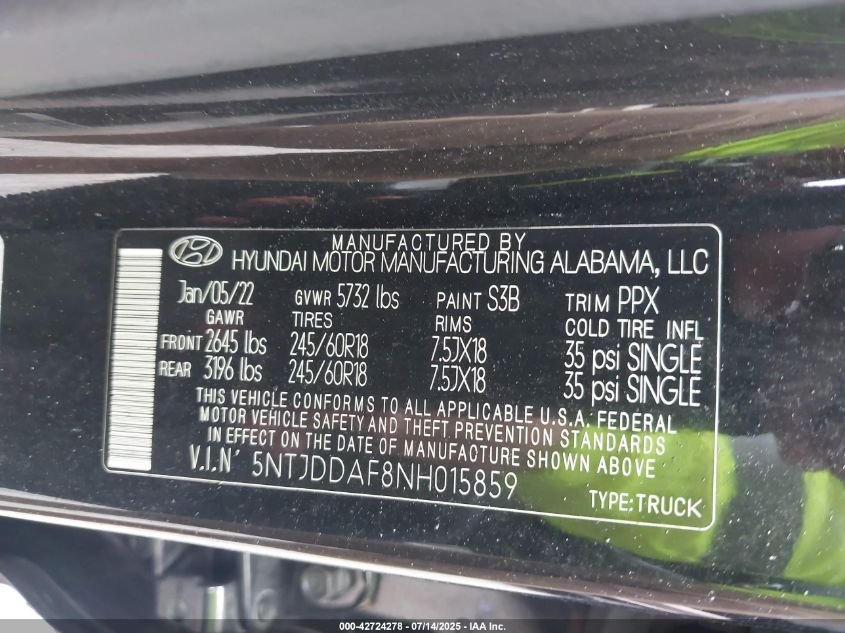 MANUFACTURED BY
HYUNDAI MOTOR MANUFACTURING ALABAMA, LLC
Jan/05/22 GVWR 5732 lbs PAINT S3B TRIM PPX
GAWR TIRES RIMS COLD TIRE INFL
FRONT 2645 lbs 245/60R18 7.5JX18 35 psi SINGLE
REAR 3196 lbs 245/60R18 7.5JX18 35 psi SINGLE
THIS VEHICLE CONFORMS TO ALL APPLICABLE U.S.A. FEDERAL
MOTOR VEHICLE SAFETY AND THEFT PREVENTION STANDARDS
IN EFFECT ON THE DATE OF MANUFACTURE SHOWN ABOVE
V.I.N' 5NTJDDAF8NH015859
TYPE:TRUCK
000-42724278 - 07/14/2025 - IAA Inc.